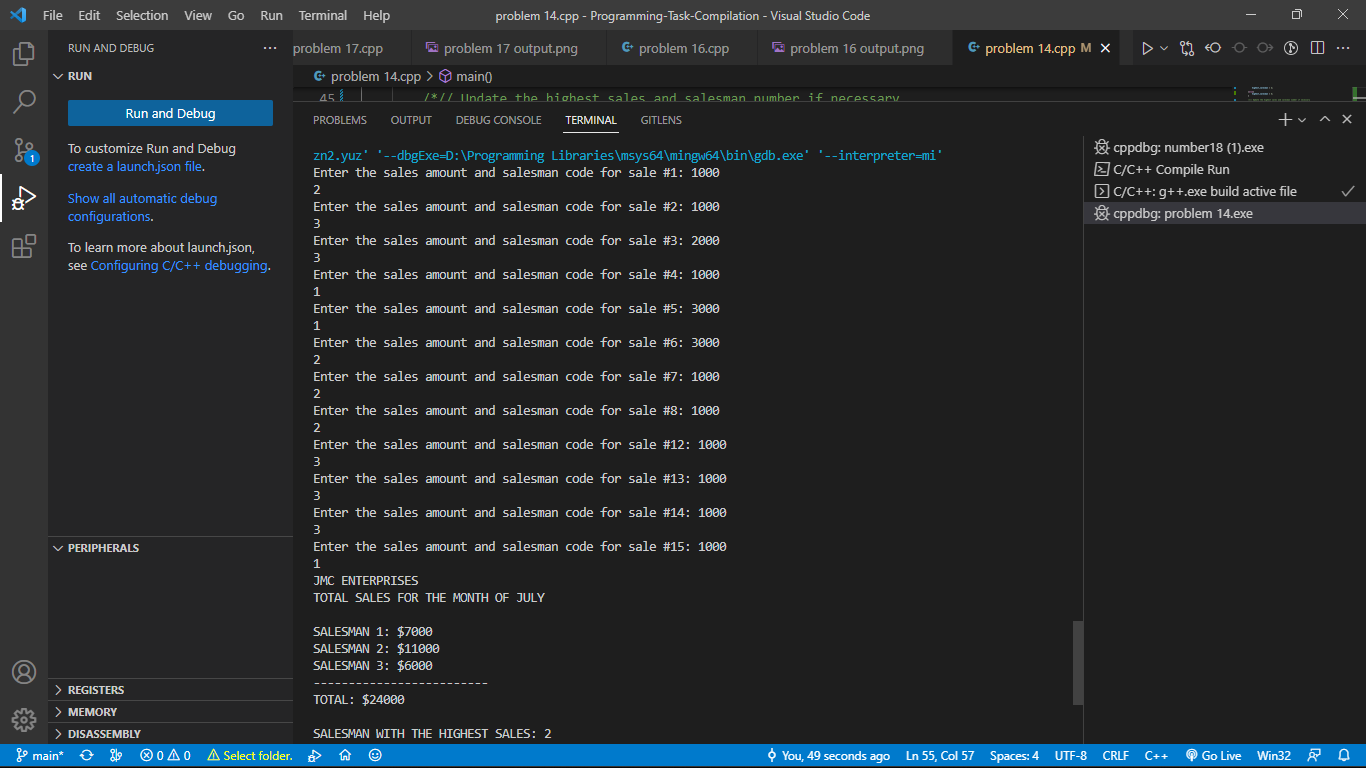 File Edit Selection View Go Run Terminal Help problem 14.cpp - Programming-Task-Compilation - Visual Studio Code
RUN AND DEBUG ···
problem 17.cpp problem 17 output.png problem 16.cpp problem 16 output.png problem 14.cpp M
RUN
Run and Debug
To customize Run and Debug
create a launch.json file.
Show all automatic debug
configurations.
To learn more about launch.json,
see Configuring C/C++ debugging.
PERIPHERALS
REGISTERS
MEMORY
DISASSEMBLY
1
problem 14.cpp > main()
45 /*// Update the highest sales and salesman number if necessary
PROBLEMS OUTPUT DEBUG CONSOLE TERMINAL GITLENS
zn2.yuz' '--dbgExe=D:\Programming Libraries\msys64\mingw64\bin\gdb.exe' '--interpreter=mi'
Enter the sales amount and salesman code for sale #1: 1000
2
Enter the sales amount and salesman code for sale #2: 1000
3
Enter the sales amount and salesman code for sale #3: 2000
3
Enter the sales amount and salesman code for sale #4: 1000
1
Enter the sales amount and salesman code for sale #5: 3000
1
Enter the sales amount and salesman code for sale #6: 3000
2
Enter the sales amount and salesman code for sale #7: 1000
2
Enter the sales amount and salesman code for sale #8: 1000
2
Enter the sales amount and salesman code for sale #12: 1000
3
Enter the sales amount and salesman code for sale #13: 1000
3
Enter the sales amount and salesman code for sale #14: 1000
3
Enter the sales amount and salesman code for sale #15: 1000
1
JMC ENTERPRISES
TOTAL SALES FOR THE MONTH OF JULY
SALESMAN 1: $7000
SALESMAN 2: $11000
SALESMAN 3: $6000
-------------------------
TOTAL: $24000
SALESMAN WITH THE HIGHEST SALES: 2
cppdbg: number18 (1).exe
C/C++ Compile Run
C/C++: g++.exe build active file
cppdbg: problem 14.exe
main* 0 0 Select folder. You, 49 seconds ago Ln 55, Col 57 Spaces: 4 UTF-8 CRLF C++ Go Live Win32